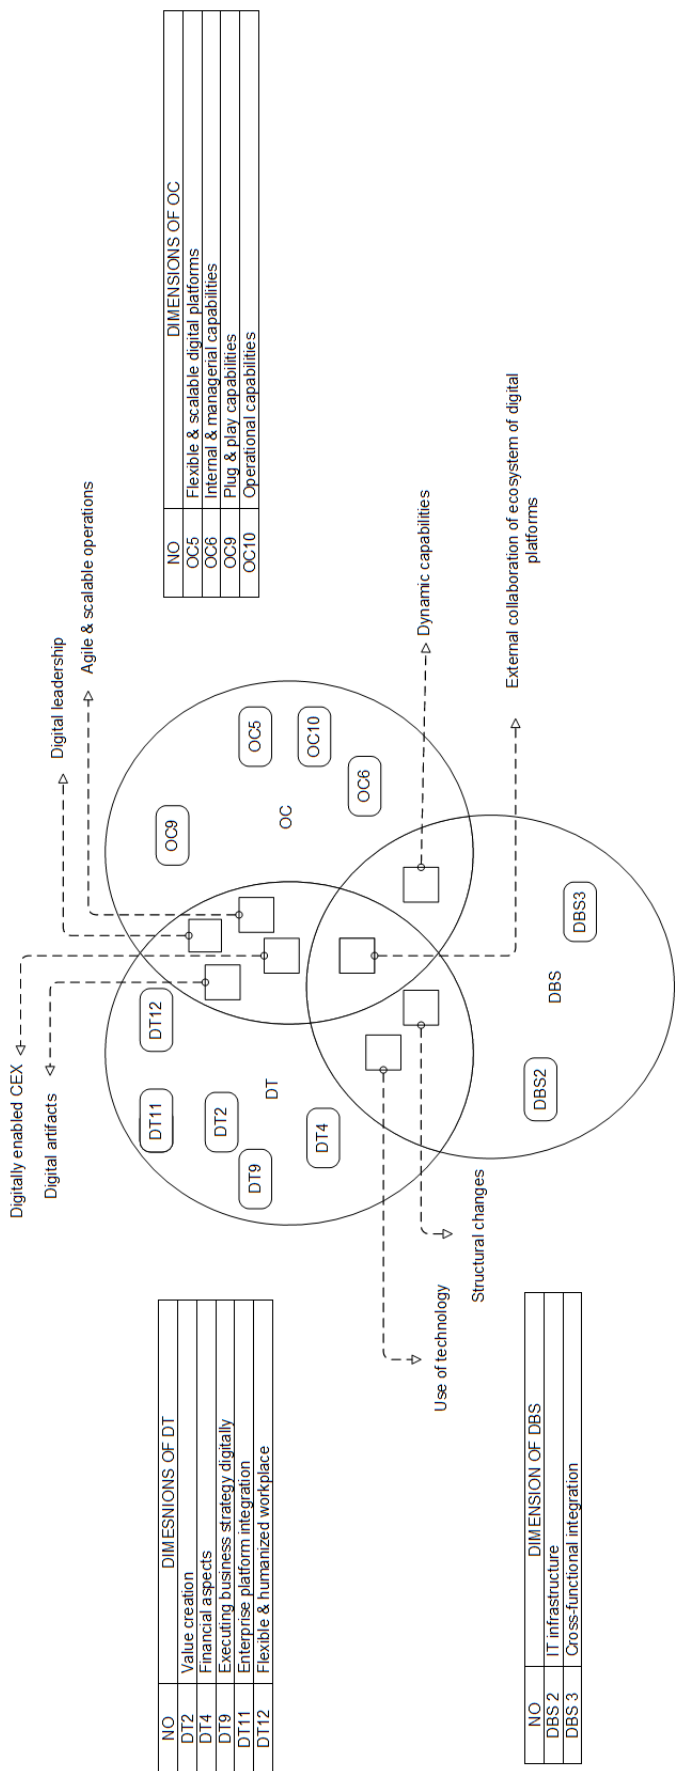 NO DIMESNIONS OF DT
DT2 Value creation
DT4 Financial aspects
DT9 Executing business strategy digitally
DT11 Enterprise platform integration
DT12 Flexible & humanized workplace
Digitally enabled CEX
Digital artifacts
Digital leadership
Agile & scalable operations
NO DIMENSIONS OF OC
OC5 Flexible & scalable digital platforms
OC6 Internal & managerial capabilities
OC9 Plug & play capabilities
OC10 Operational capabilities
DT11
DT12
DT2
DT9
DT
DT4
OC9
OC5
OC
OC10
OC6
Use of technology
Structural changes
Dynamic capabilities
External collaboration of ecosystem of digital
platforms
DBS2
DBS
DBS3
NO DIMENSION OF DBS
DBS 2 IT infrastructure
DBS 3 Cross-functional integration